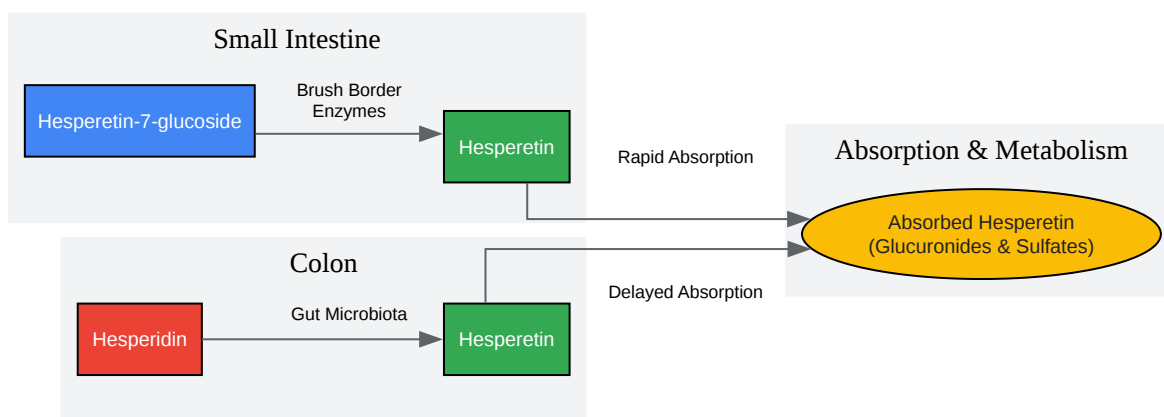 Small Intestine
Hesperetin-7-glucoside
Brush Border
Enzymes
Hesperetin
Rapid Absorption
Absorption & Metabolism
Absorbed Hesperetin
(Glucuronides & Sulfates)
Colon
Hesperidin
Gut Microbiota
Hesperetin
Delayed Absorption